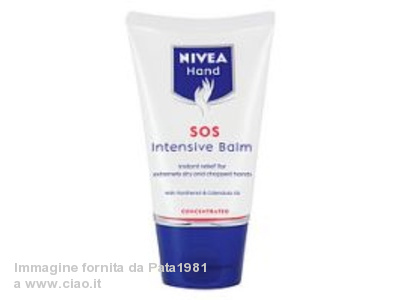 NIVEA
Hand
SOS
Intensive Balm
instant relief for
extremely dry and chapped hands
with Panthenol & Calendula Oil
CONCENTRATED
Immagine fornita da Pata1981
a www.ciao.it